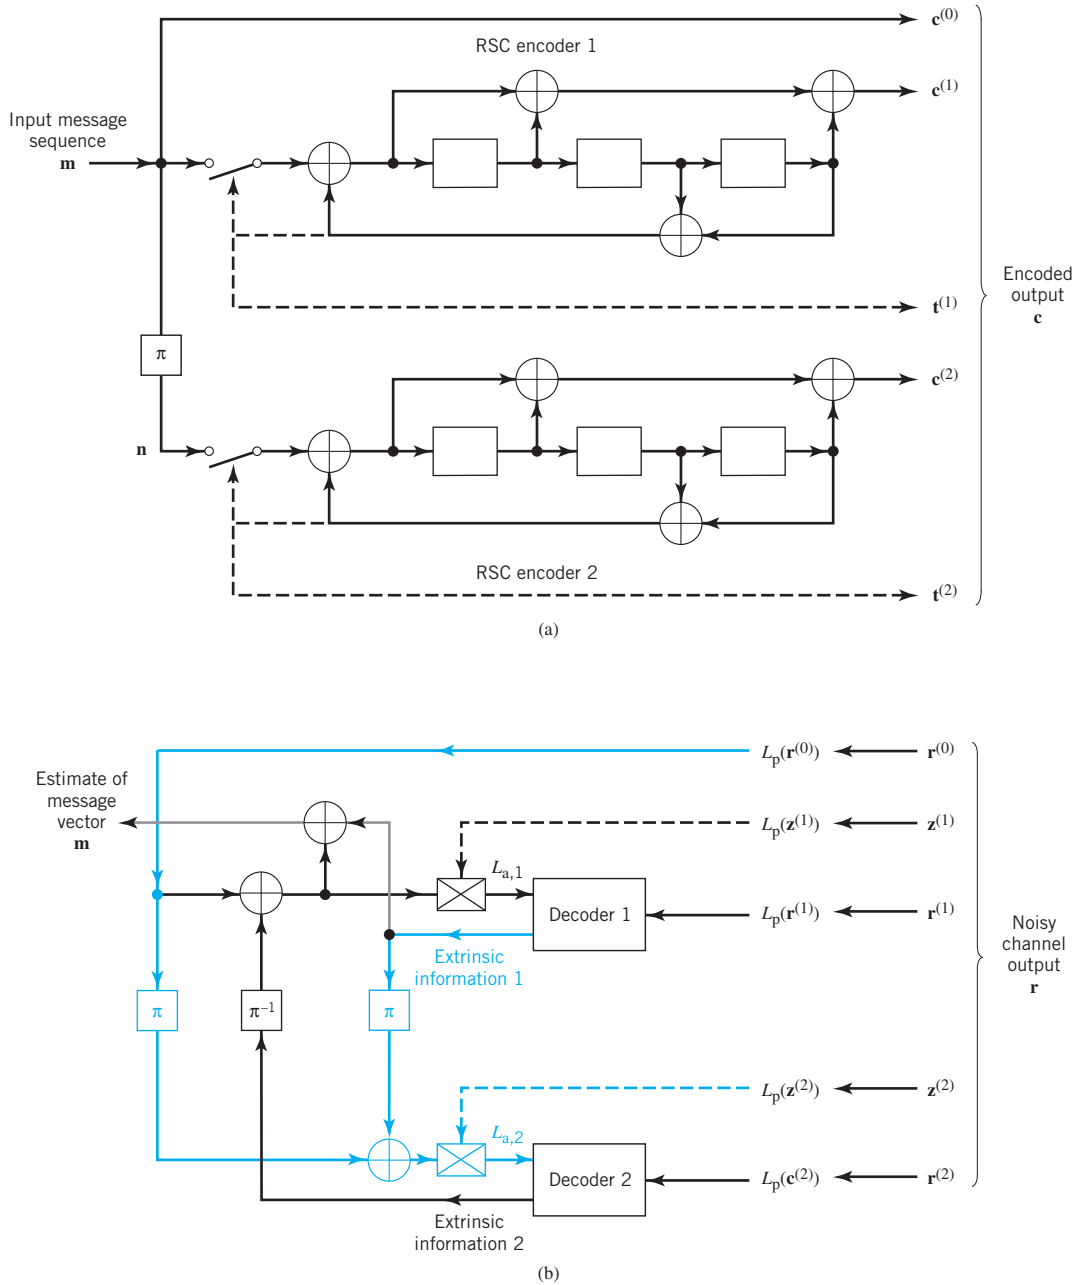 c(0)
RSC encoder 1
c(1)
Input message
sequence
m
t(1)
Encoded
output
c
π
c(2)
n
RSC encoder 2
t(2)
(a)
Lp(r(0))
r(0)
Estimate of
message
vector
m
Lp(z(1))
z(1)
La,1
Decoder 1
Lp(r(1))
r(1)
Extrinsic
information 1
Noisy
channel
output
r
π
π−1
π
Lp(z(2))
z(2)
La,2
Decoder 2
Lp(c(2))
r(2)
Extrinsic
information 2
(b)